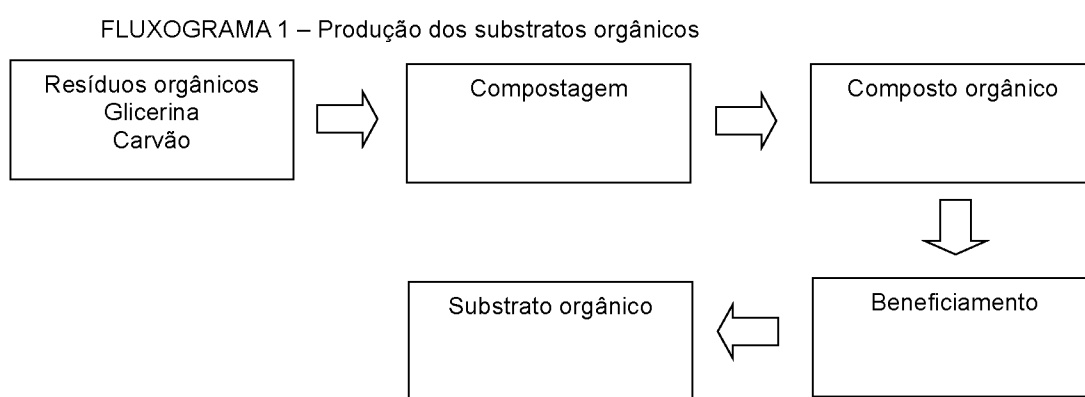 FLUXOGRAMA 1 – Produção dos substratos orgânicos
Resíduos orgânicos
Glicerina
Carvão
Compostagem
Composto orgânico
Beneficiamento
Substrato orgânico